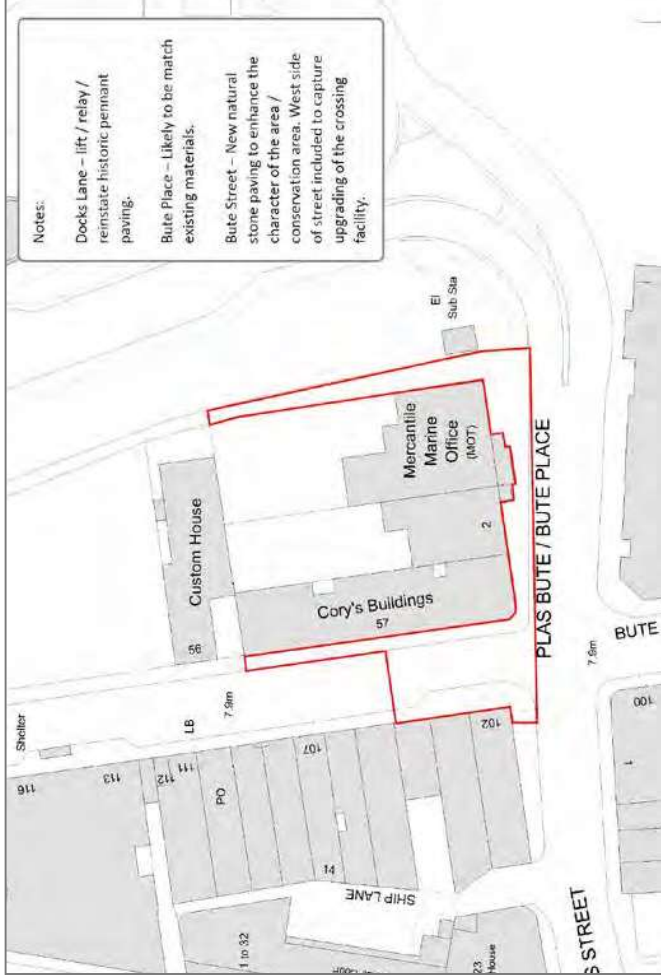 Notes:
Docks Lane – lift / relay /
reinstate historic pennant
paving.
Bute Place – Likely to be match
existing materials.
Bute Street – New natural
stone paving to enhance the
character of the area /
conservation area. West side
of street included to capture
upgrading of the crossing
facility.
Shelter
116
113
112
111
LB
PO
7.9m
107
14
102
SHIP LANE
1 to 32
23
House
S STREET
56
Custom House
Cory's Buildings
57
2
Mercantile
Marine
Office
(MOT)
El
Sub Sta
PLAS BUTE / BUTE PLACE
7.9m
BUTE
100
1